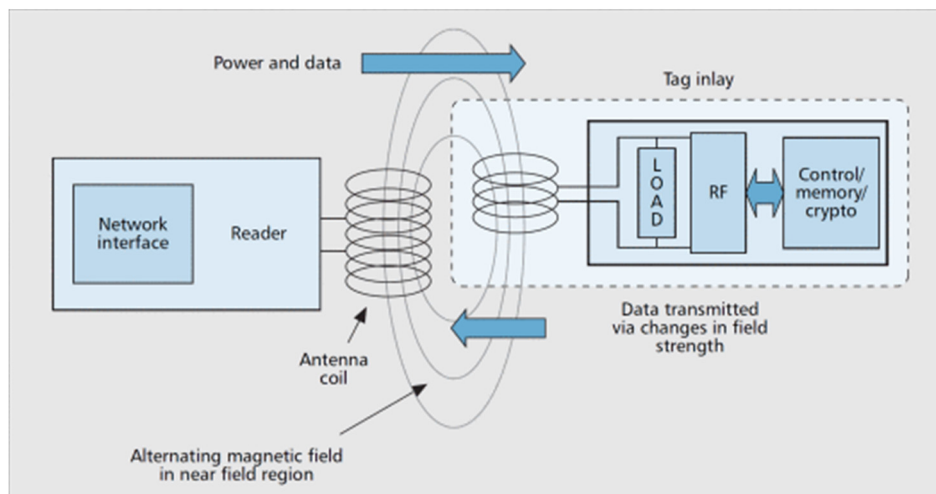 Power and data
Tag inlay
Network
interface
Reader
LOAD
RF
Control/
memory/
crypto
Antenna
coil
Data transmitted
via changes in field
strength
Alternating magnetic field
in near field region